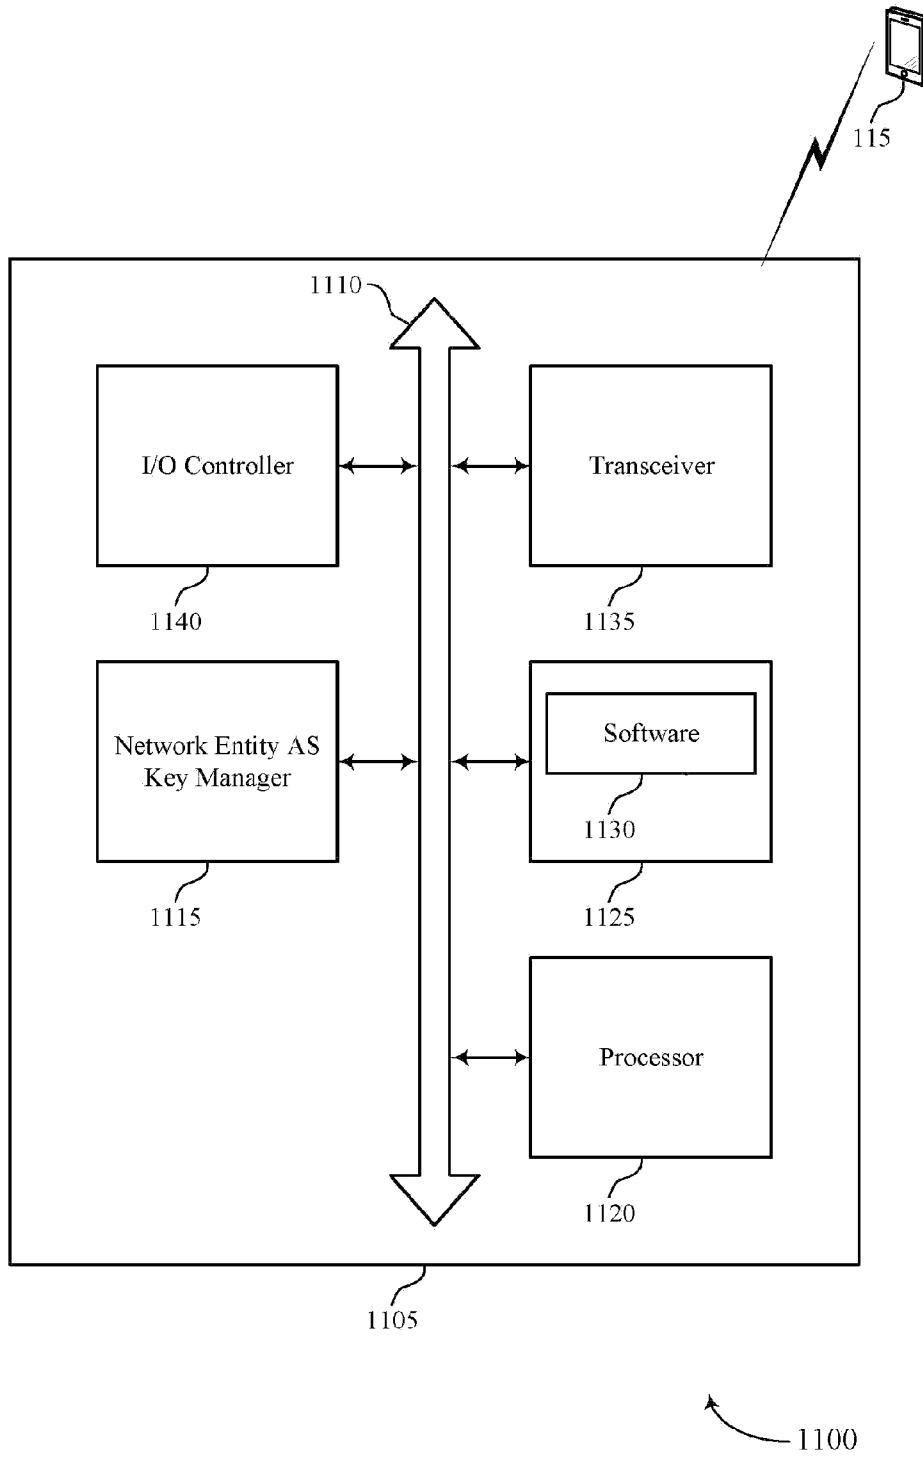 115
1110
I/O Controller
Transceiver
1140
1135
Network Entity AS
Key Manager
Software
1130
1115
1125
Processor
1120
1105
1100